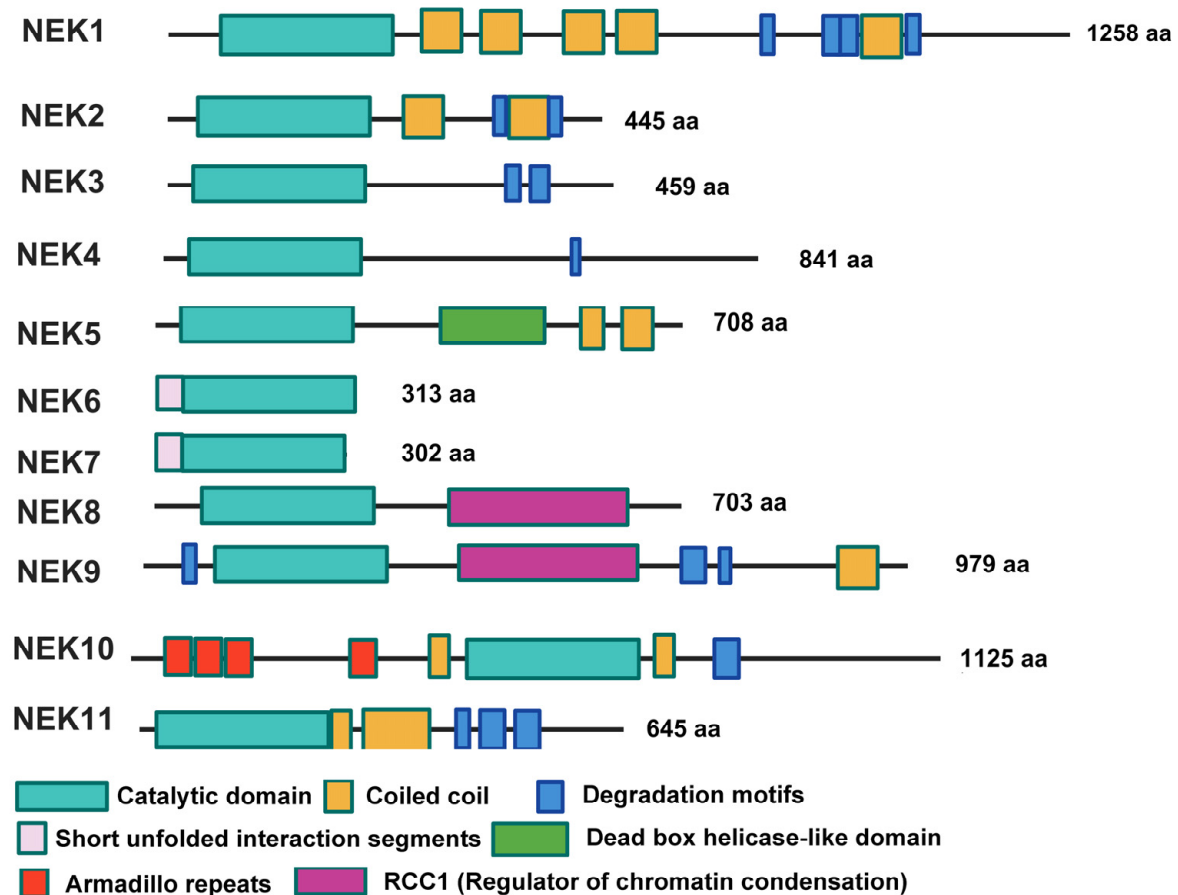 NEK1 1258 aa
NEK2 445 aa
NEK3 459 aa
NEK4 841 aa
NEK5 708 aa
NEK6 313 aa
NEK7 302 aa
NEK8 703 aa
NEK9 979 aa
NEK10 1125 aa
NEK11 645 aa
Catalytic domain Coiled coil Degradation motifs
Short unfolded interaction segments Dead box helicase-like domain
Armadillo repeats RCC1 (Regulator of chromatin condensation)